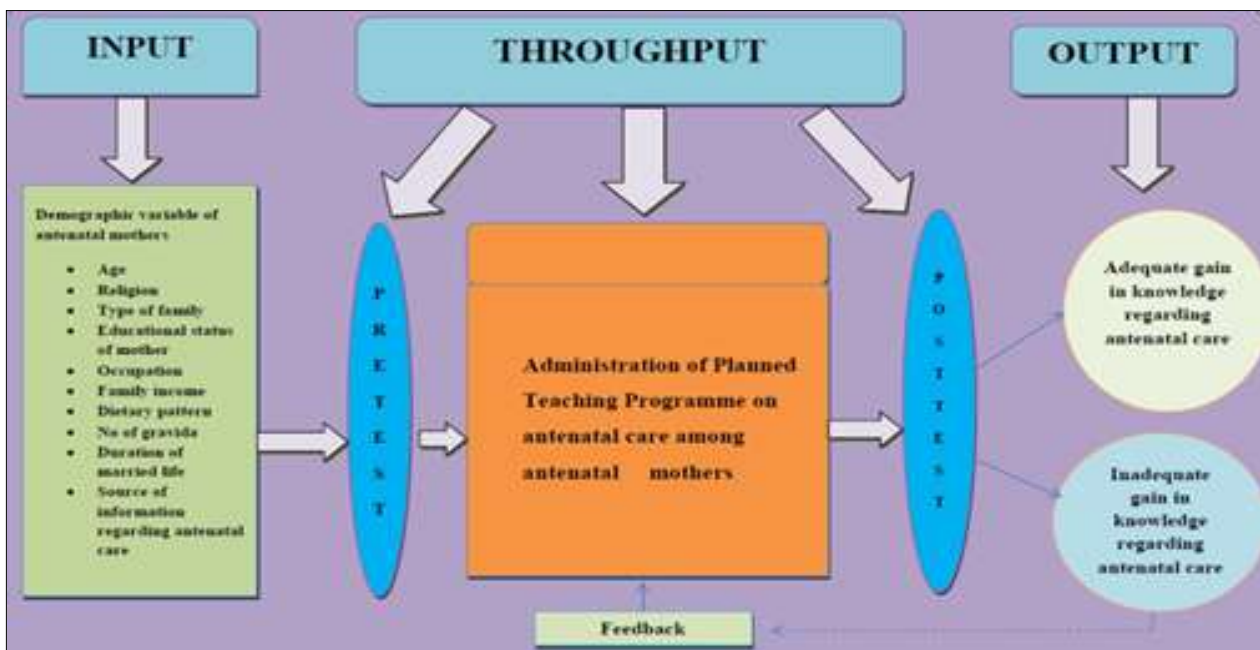 INPUT
THROUGHPUT
OUTPUT
Demographic variable of
antenatal mothers
• Age
• Religion
• Type of family
• Educational status
of mother
• Occupation
• Family income
• Dietary pattern
• No of gravida
• Duration of
married life
• Source of
information
regarding antenatal
care
PRETEST
Administration of Planned
Teaching Programme on
antenatal care among
antenatal mothers
POSTTEST
Adequate gain
in knowledge
regarding
antenatal care
Inadequate
gain in
knowledge
regarding
antenatal care
Feedback